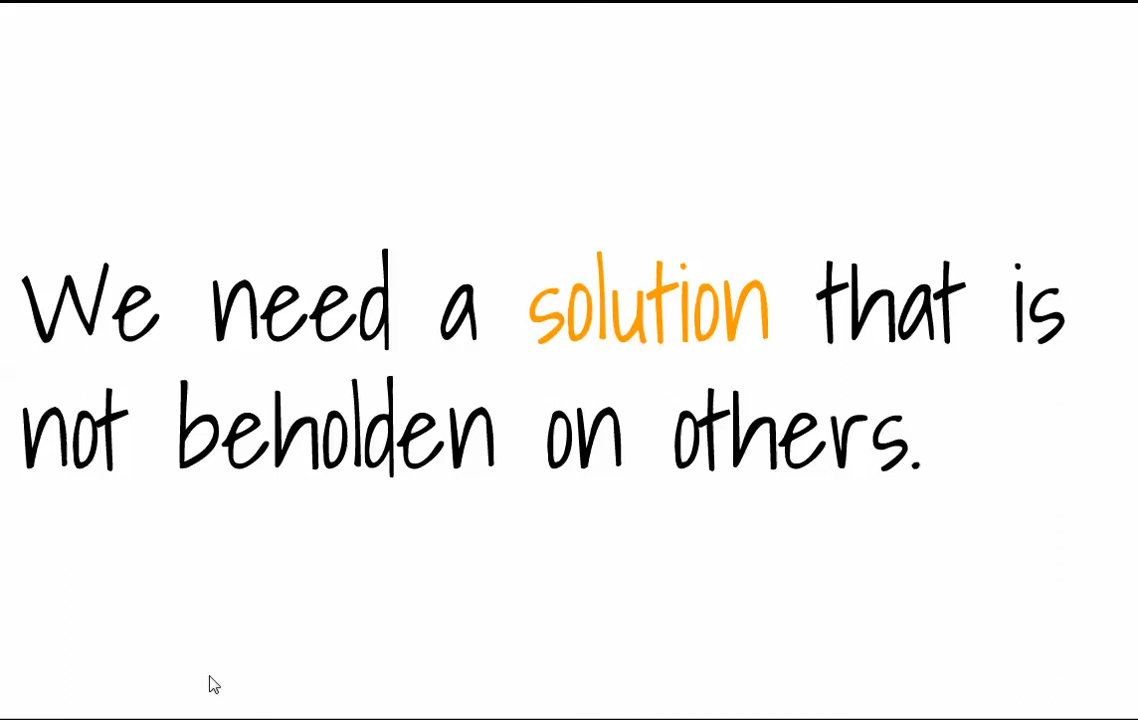 We need a solution that is
not beholden on others.